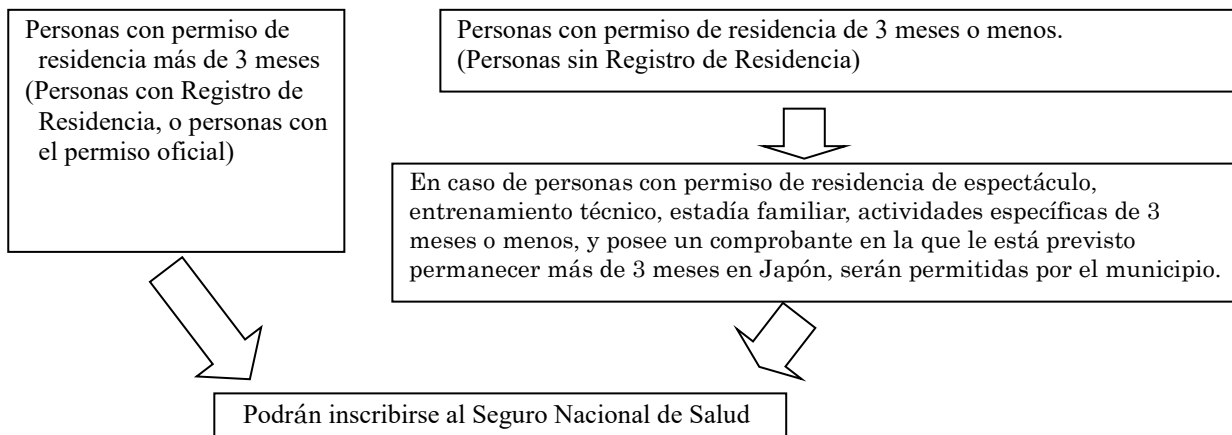 Personas con permiso de
residencia más de 3 meses
(Personas con Registro de
Residencia, o personas con
el permiso oficial)
Personas con permiso de residencia de 3 meses o menos.
(Personas sin Registro de Residencia)
En caso de personas con permiso de residencia de espectáculo,
entrenamiento técnico, estadía familiar, actividades específicas de 3
meses o menos, y posee un comprobante en la que le está previsto
permanecer más de 3 meses en Japón, serán permitidas por el municipio.
Podrán inscribirse al Seguro Nacional de Salud